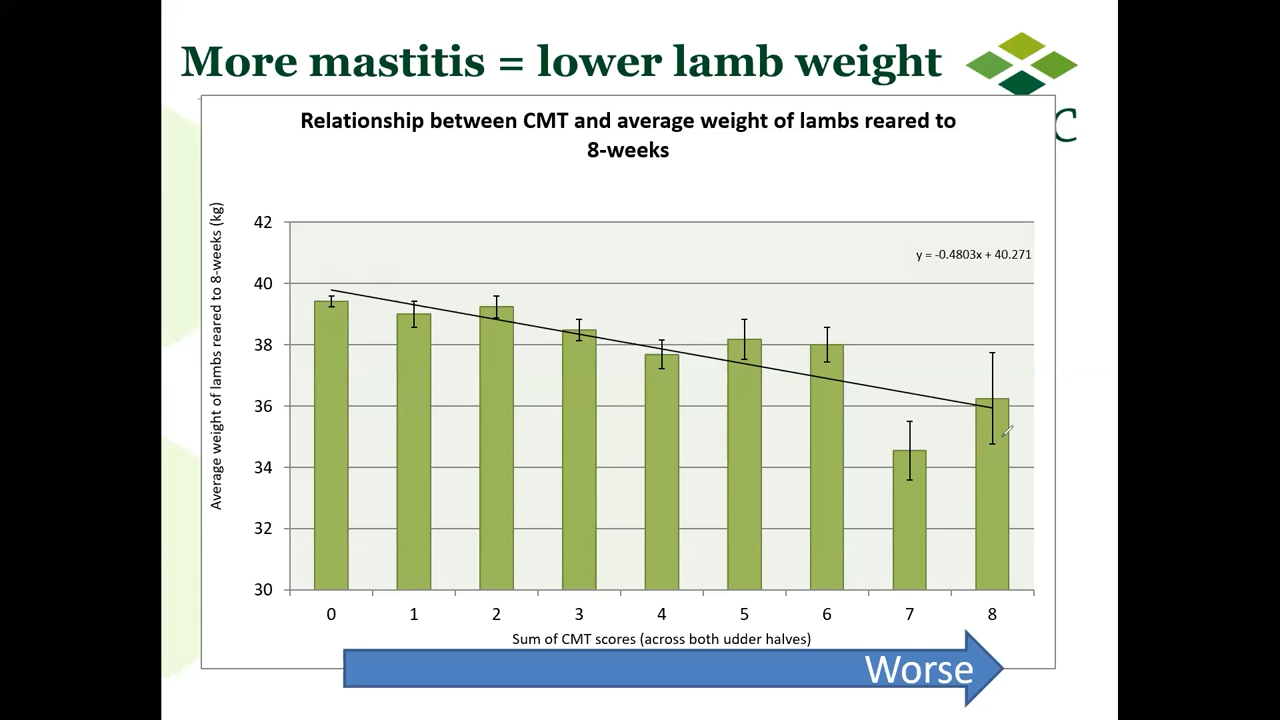 More mastitis = lower lamb weight
C
Relationship between CMT and average weight of lambs reared to
8-weeks
Average weight of lambs reared to 8-weeks (kg)
42
40
38
36
34
32
30
y = -0.4803x + 40.271
0 1 2 3 4 5 6 7 8
Sum of CMT scores (across both udder halves)
Worse